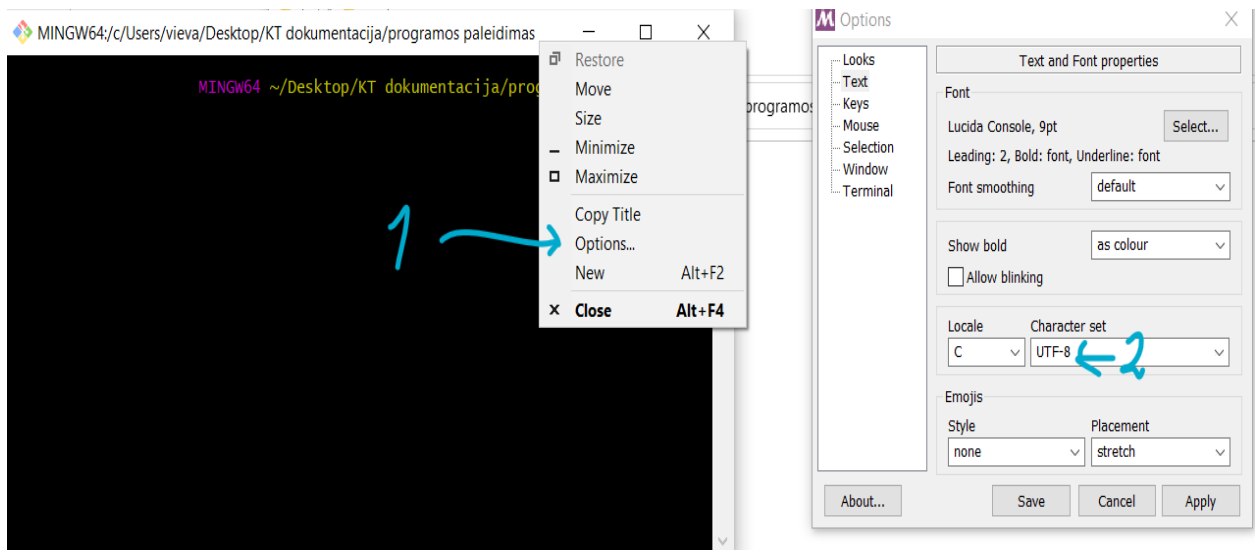 MINGW64:/c/Users/vieva/Desktop/KT dokumentacija/programos paleidimas
MINGW64 ~/Desktop/KT dokumentacija/prog
Restore
Move
Size
Minimize
Maximize
Copy Title
Options...
New Alt+F2
Close Alt+F4
1
programos
Options
Looks
Text
Keys
Mouse
Selection
Window
Terminal
Text and Font properties
Font
Lucida Console, 9pt Select...
Leading: 2, Bold: font, Underline: font
Font smoothing default
Show bold as colour
Allow blinking
Locale Character set
C UTF-8 2
Emojis
Style Placement
none stretch
About... Save Cancel Apply